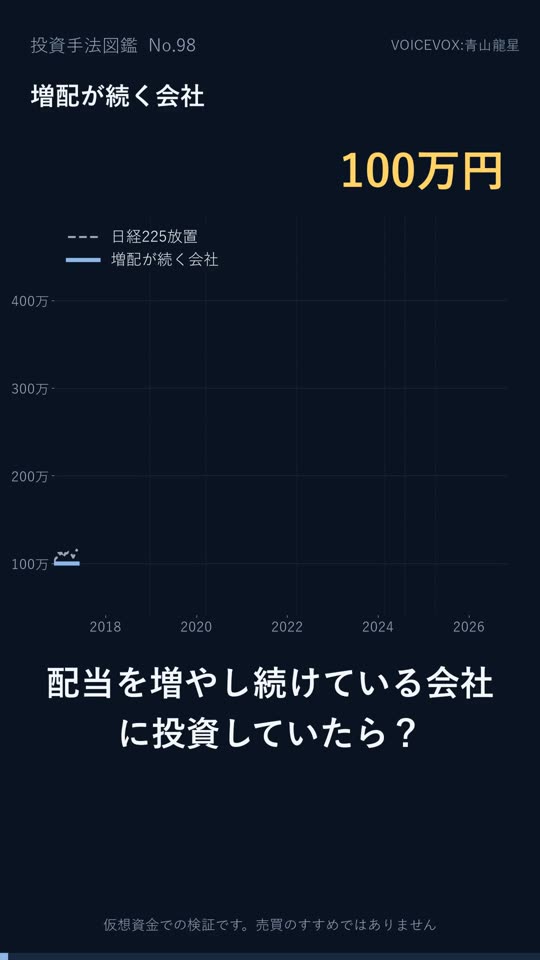 投資手法図鑑 No.98
VOICEVOX:青山龍星
増配が続く会社
100万円
日経225放置
増配が続く会社
400万
300万
200万
100万
2018 2020 2022 2024 2026
配当を増やし続けている会社
に投資していたら？
仮想資金での検証です。売買のすすめではありません